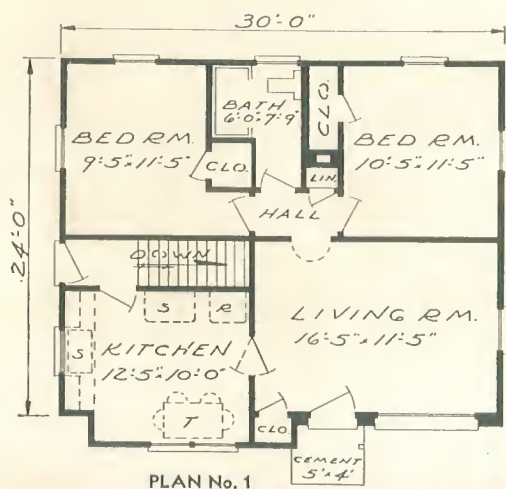 30'-0"
24'-0"
BED RM.
9'-5"x11'-5"
BATH
6'-0"x7'-9"
CLO.
BED RM.
10'-5"x11'-5"
CLO.
LIN.
HALL
DOWN
S
R
LIVING RM.
16'-5"x11'-5"
S
KITCHEN
12'-5"x10'-0"
T
CLO.
CEMENT
5'x4'
PLAN No. 1